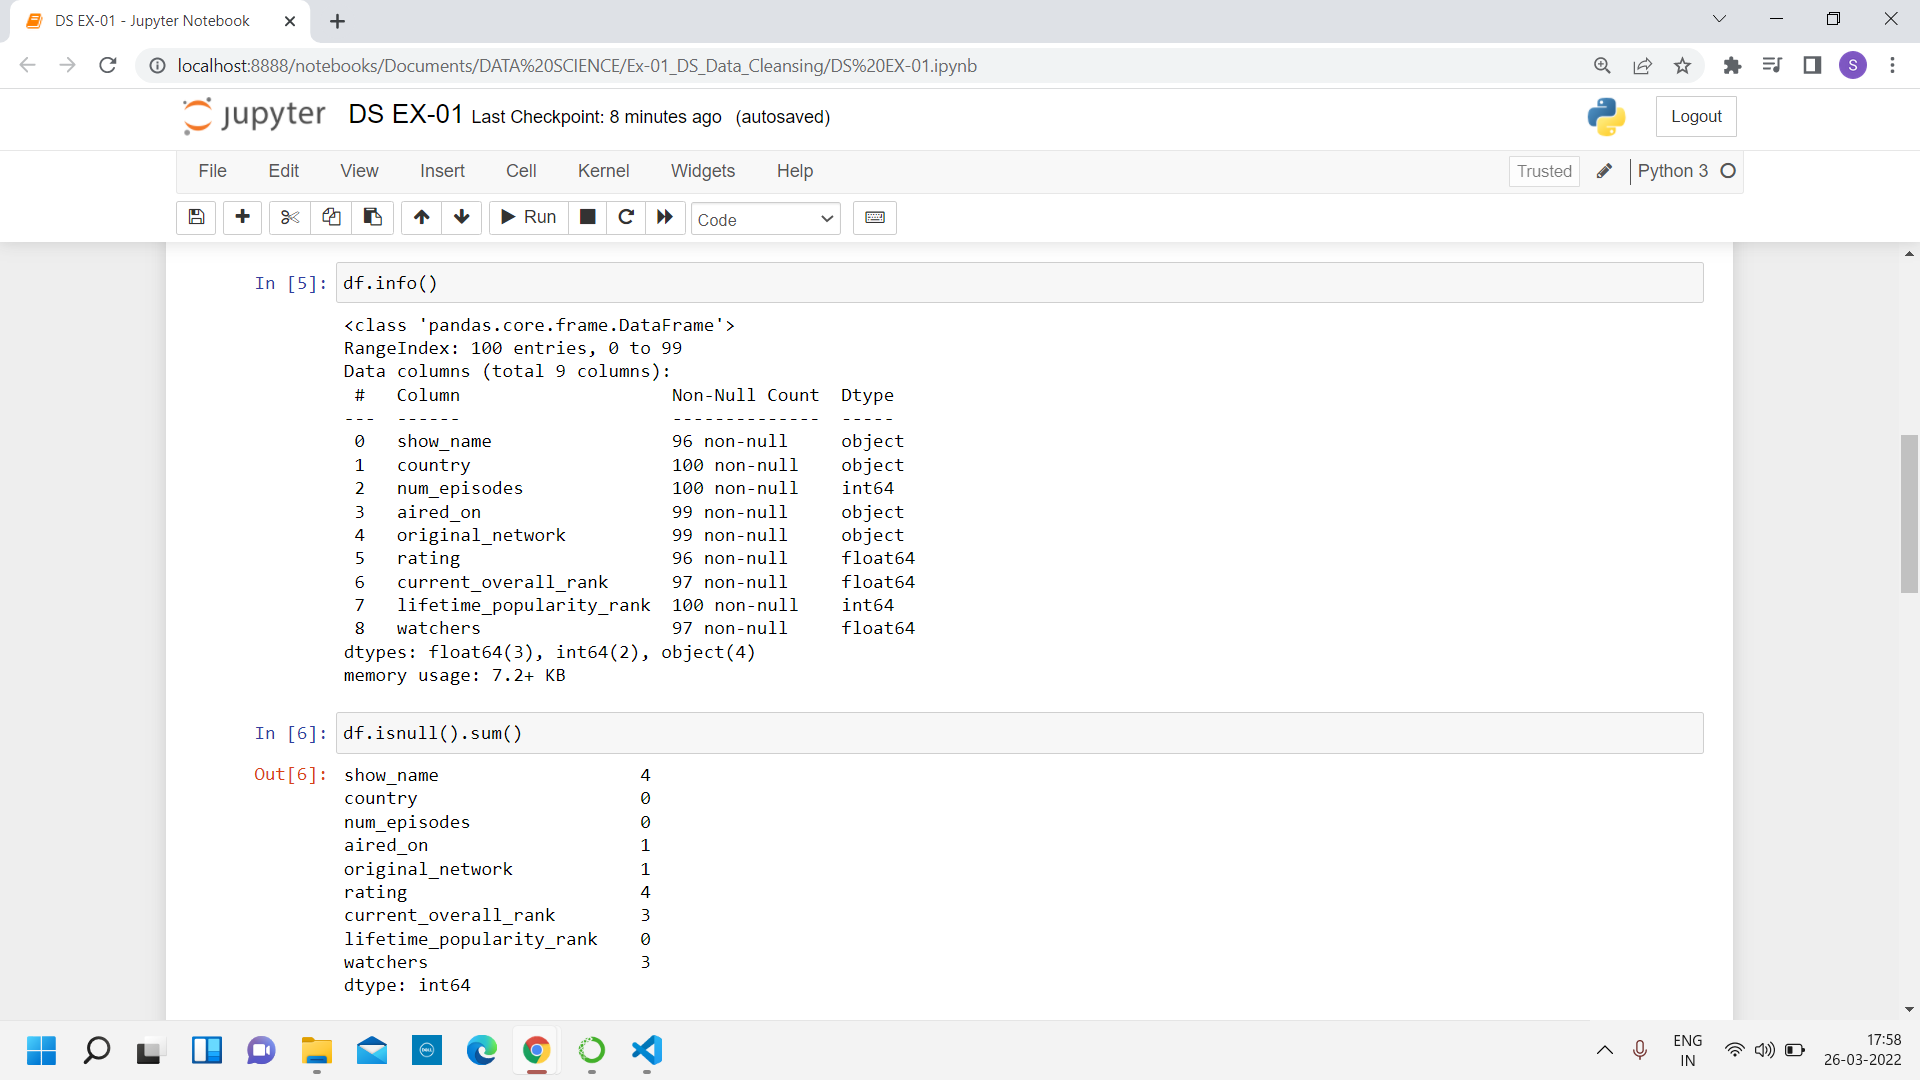 DS EX-01 - Jupyter Notebook
localhost:8888/notebooks/Documents/DATA%20SCIENCE/Ex-01_DS_Data_Cleansing/DS%20EX-01.ipynb
S
jupyter DS EX-01 Last Checkpoint: 8 minutes ago (autosaved)
Logout
File Edit View Insert Cell Kernel Widgets Help
Trusted Python 3
Run Code
In [5]: df.info()
<class 'pandas.core.frame.DataFrame'>
RangeIndex: 100 entries, 0 to 99
Data columns (total 9 columns):
 #   Column                    Non-Null Count  Dtype
---  ------                    --------------  -----
 0   show_name                 96 non-null     object
 1   country                   100 non-null    object
 2   num_episodes              100 non-null    int64
 3   aired_on                  99 non-null     object
 4   original_network          99 non-null     object
 5   rating                    96 non-null     float64
 6   current_overall_rank      97 non-null     float64
 7   lifetime_popularity_rank  100 non-null    int64
 8   watchers                  97 non-null     float64
dtypes: float64(3), int64(2), object(4)
memory usage: 7.2+ KB
In [6]: df.isnull().sum()
Out[6]: show_name                   4
country                     0
num_episodes                0
aired_on                    1
original_network            1
rating                      4
current_overall_rank        3
lifetime_popularity_rank    0
watchers                    3
dtype: int64
DELL
ENG
IN
17:58
26-03-2022